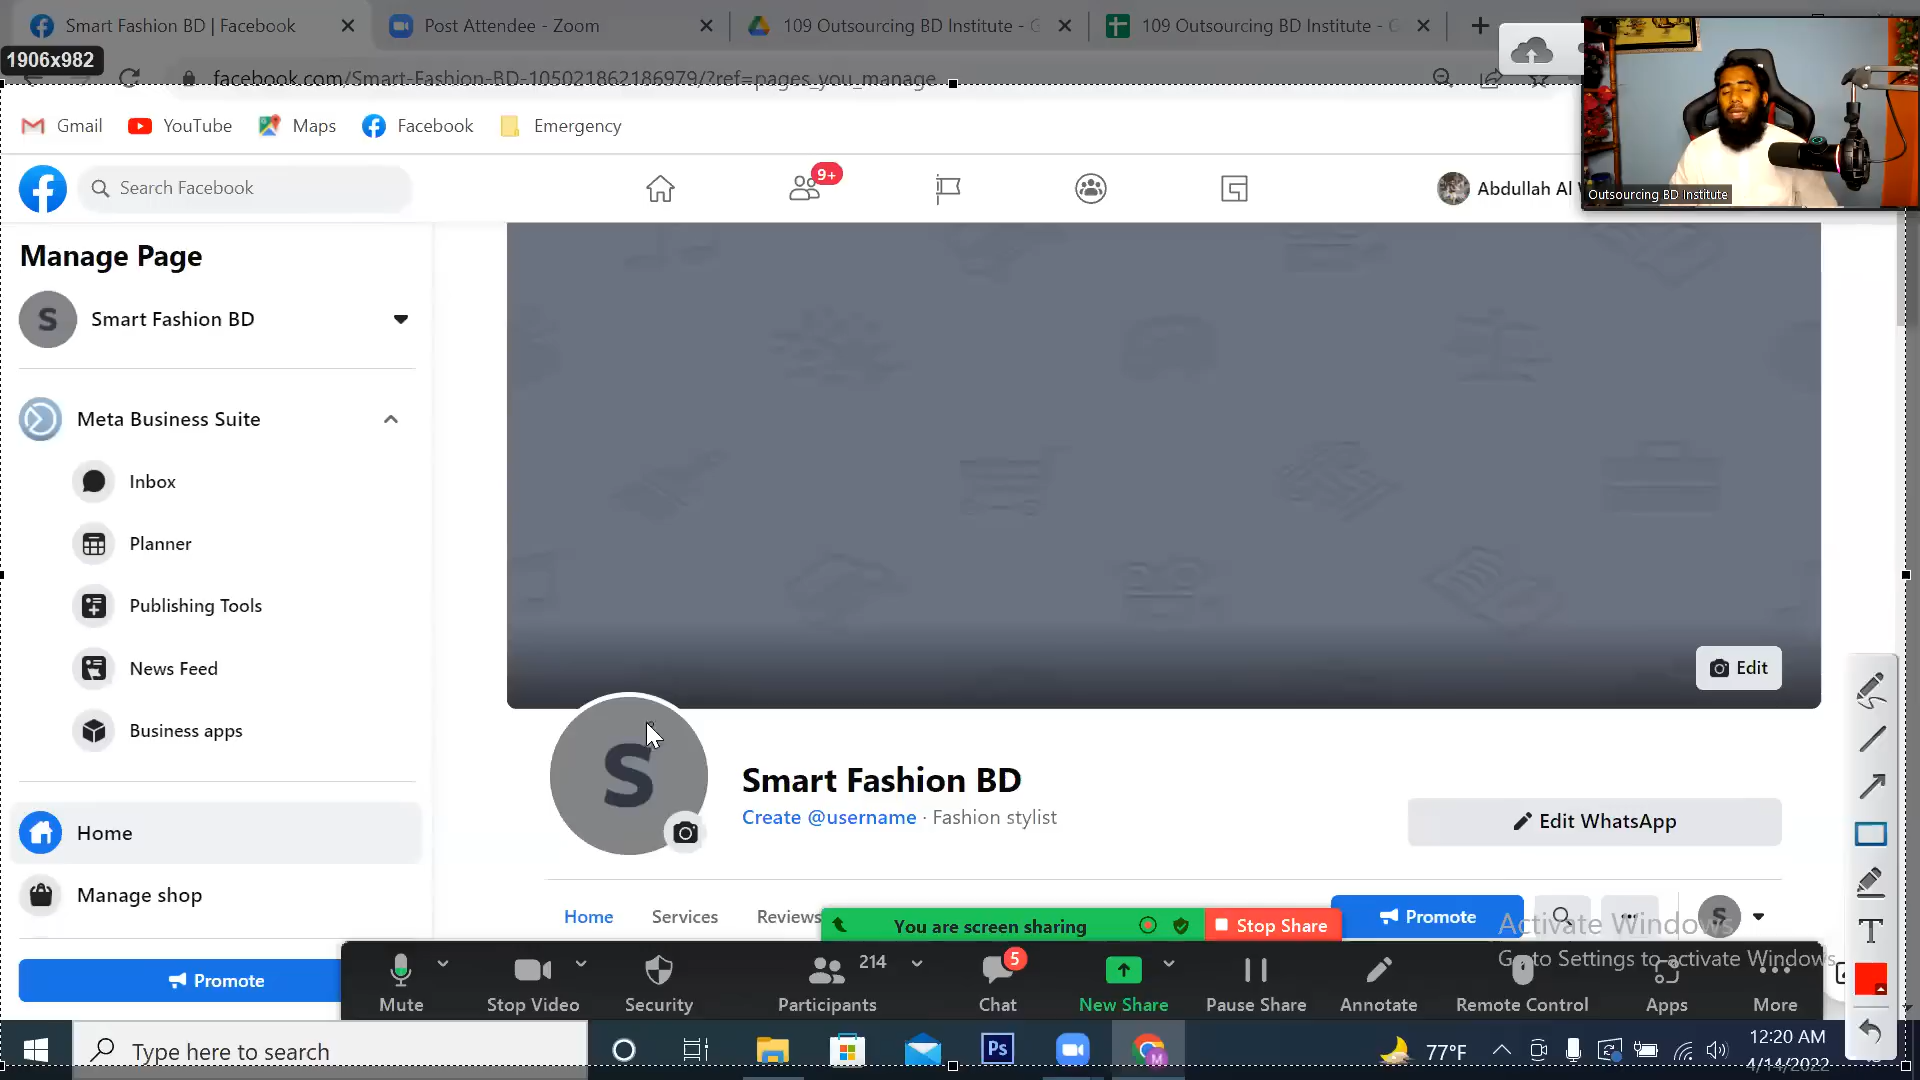 Smart Fashion BD | Facebook
Post Attendee - Zoom
109 Outsourcing BD Institute - G
109 Outsourcing BD Institute - G
1906x982
facebook.com/Smart-Fashion-BD-105021862186979/?ref=pages_you_manage
Gmail
YouTube
Maps
Facebook
Emergency
Outsourcing BD Institute
Search Facebook
9+
Abdullah Al
Manage Page
S
Smart Fashion BD
Meta Business Suite
Inbox
Planner
Publishing Tools
News Feed
Business apps
Home
Manage shop
Promote
Edit
S
Smart Fashion BD
Create @username · Fashion stylist
Edit WhatsApp
Home
Services
Reviews
Promote
S
You are screen sharing
Stop Share
Activate Windows
Go to Settings to activate Windows.
Mute
Stop Video
Security
214
Participants
5
Chat
New Share
Pause Share
Annotate
Remote Control
Apps
More
T
Type here to search
Ps
M
77°F
12:20 AM
4/14/2022